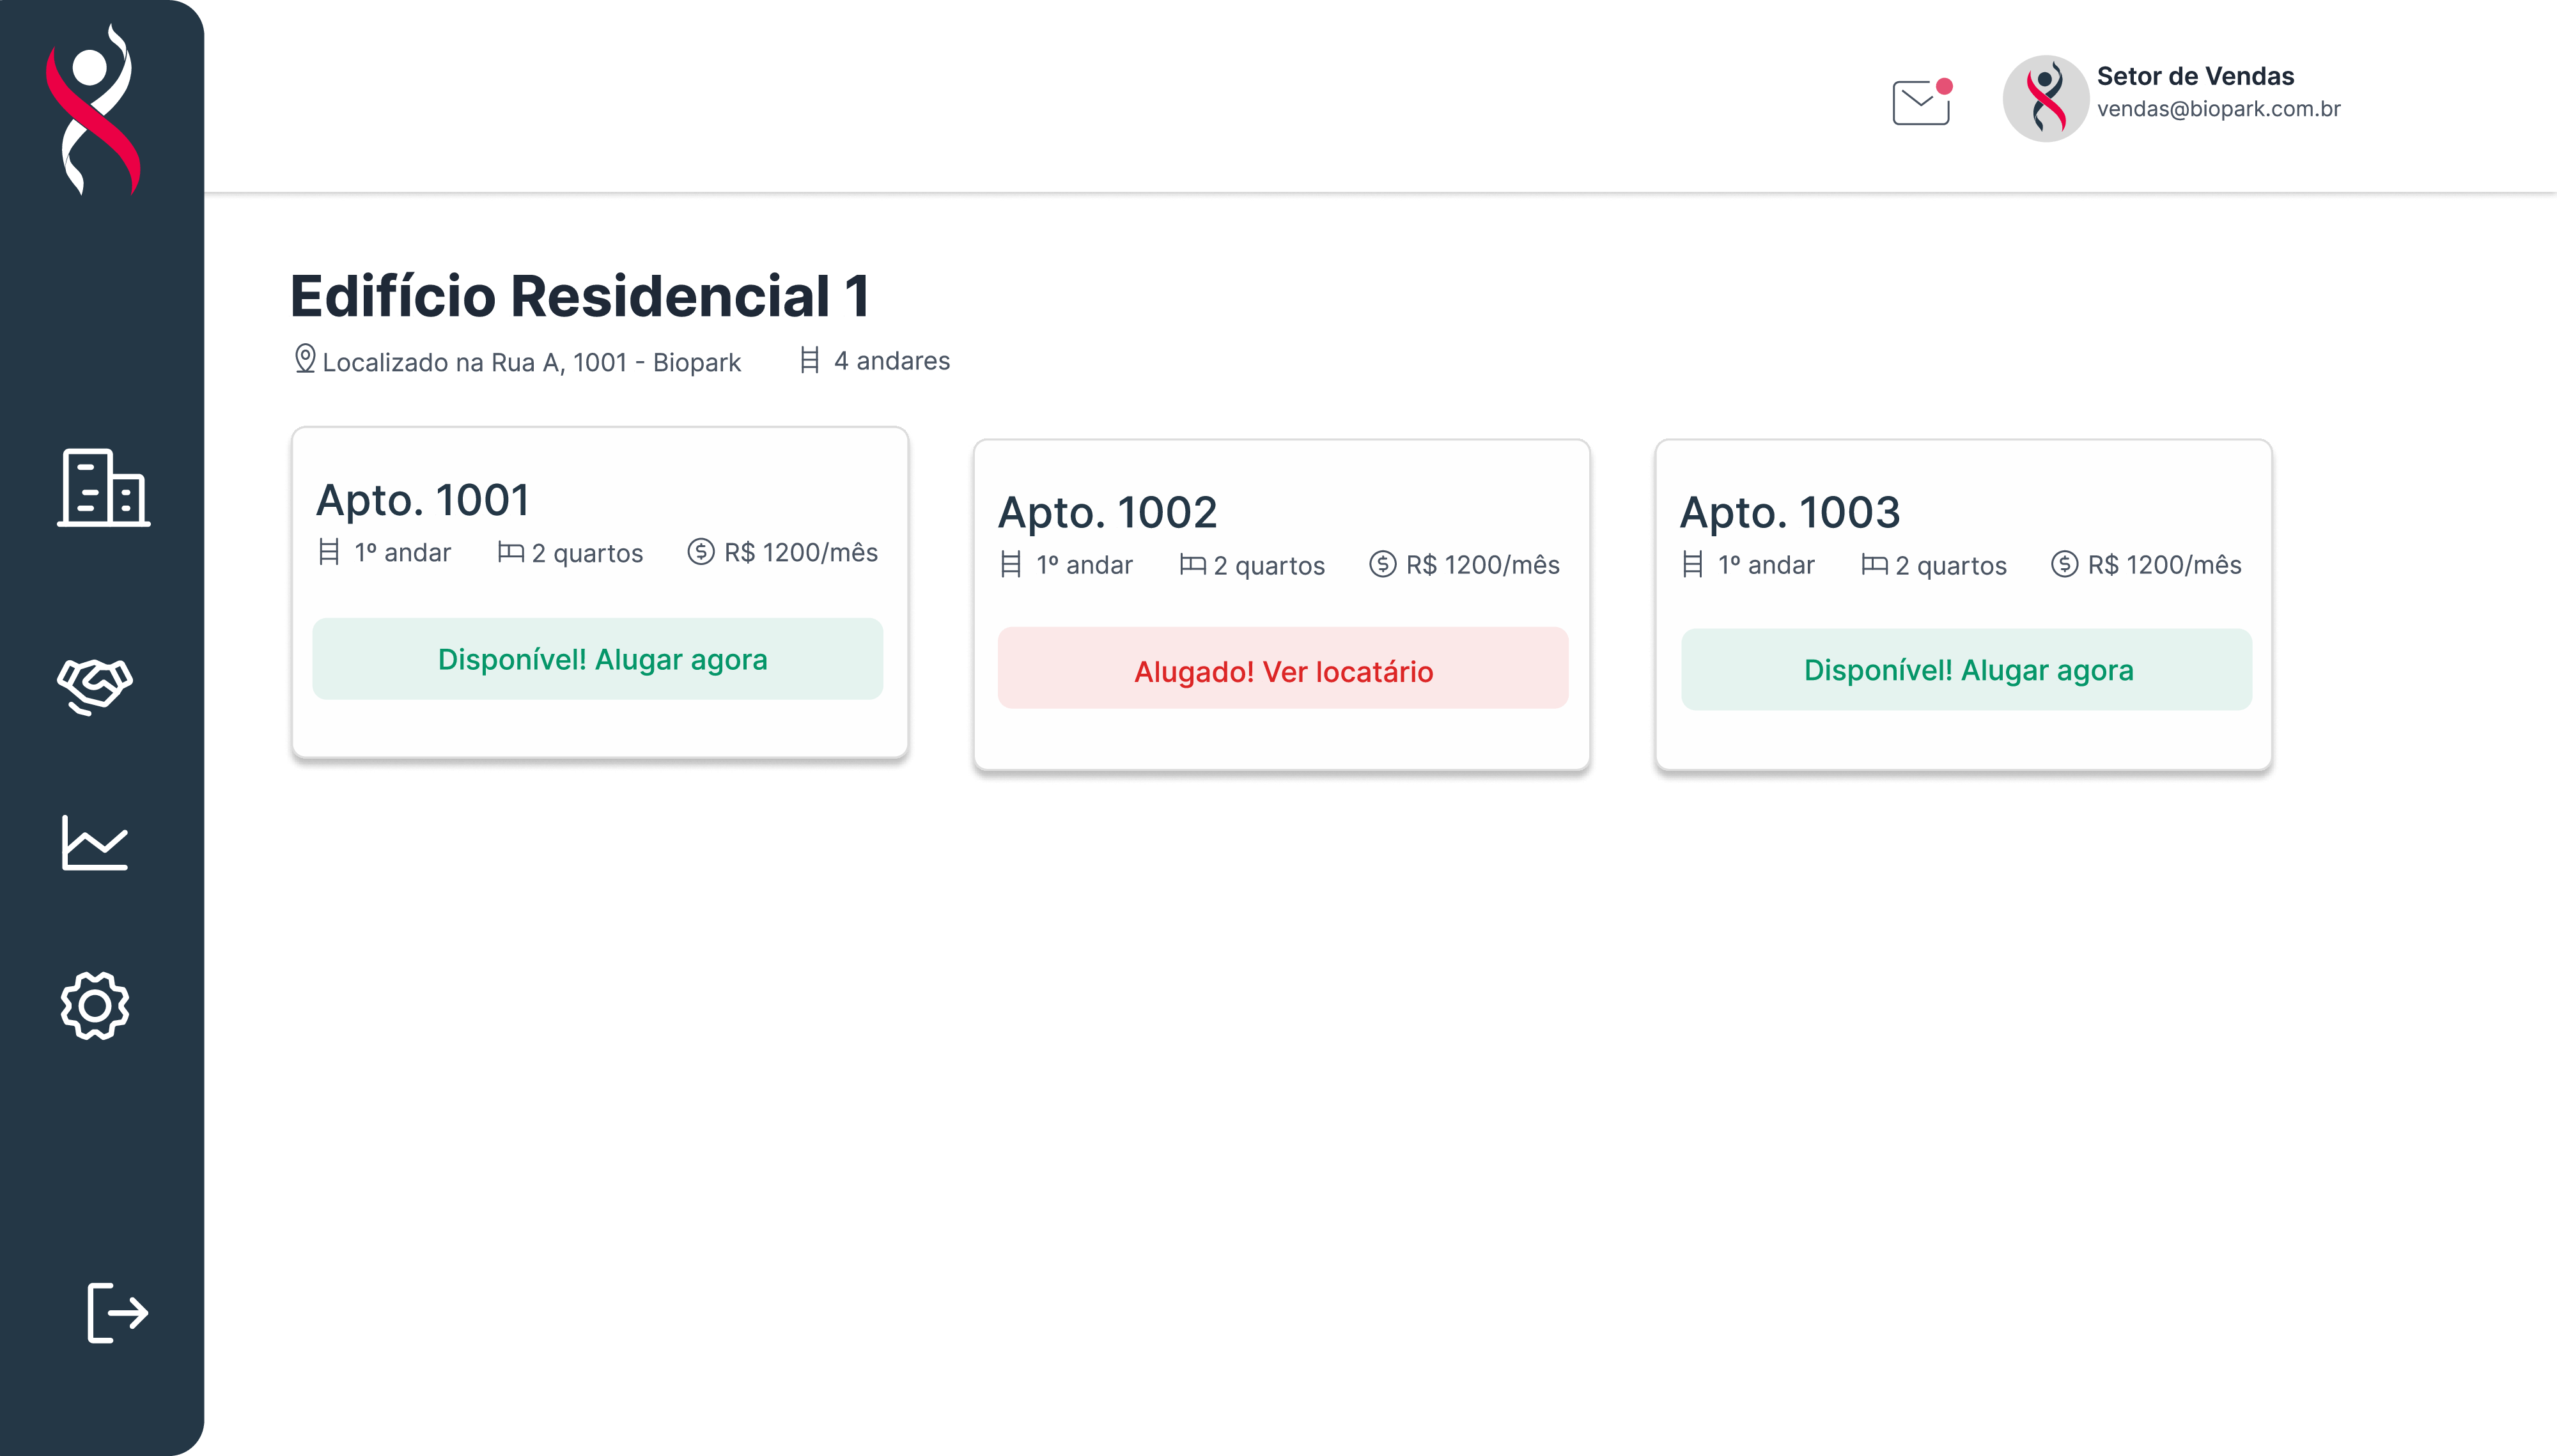 Setor de Vendas
vendas@biopark.com.br
Edifício Residencial 1
Localizado na Rua A, 1001 - Biopark
4 andares
Apto. 1001
1º andar
2 quartos
R$ 1200/mês
Disponível! Alugar agora
Apto. 1002
1º andar
2 quartos
R$ 1200/mês
Alugado! Ver locatário
Apto. 1003
1º andar
2 quartos
R$ 1200/mês
Disponível! Alugar agora